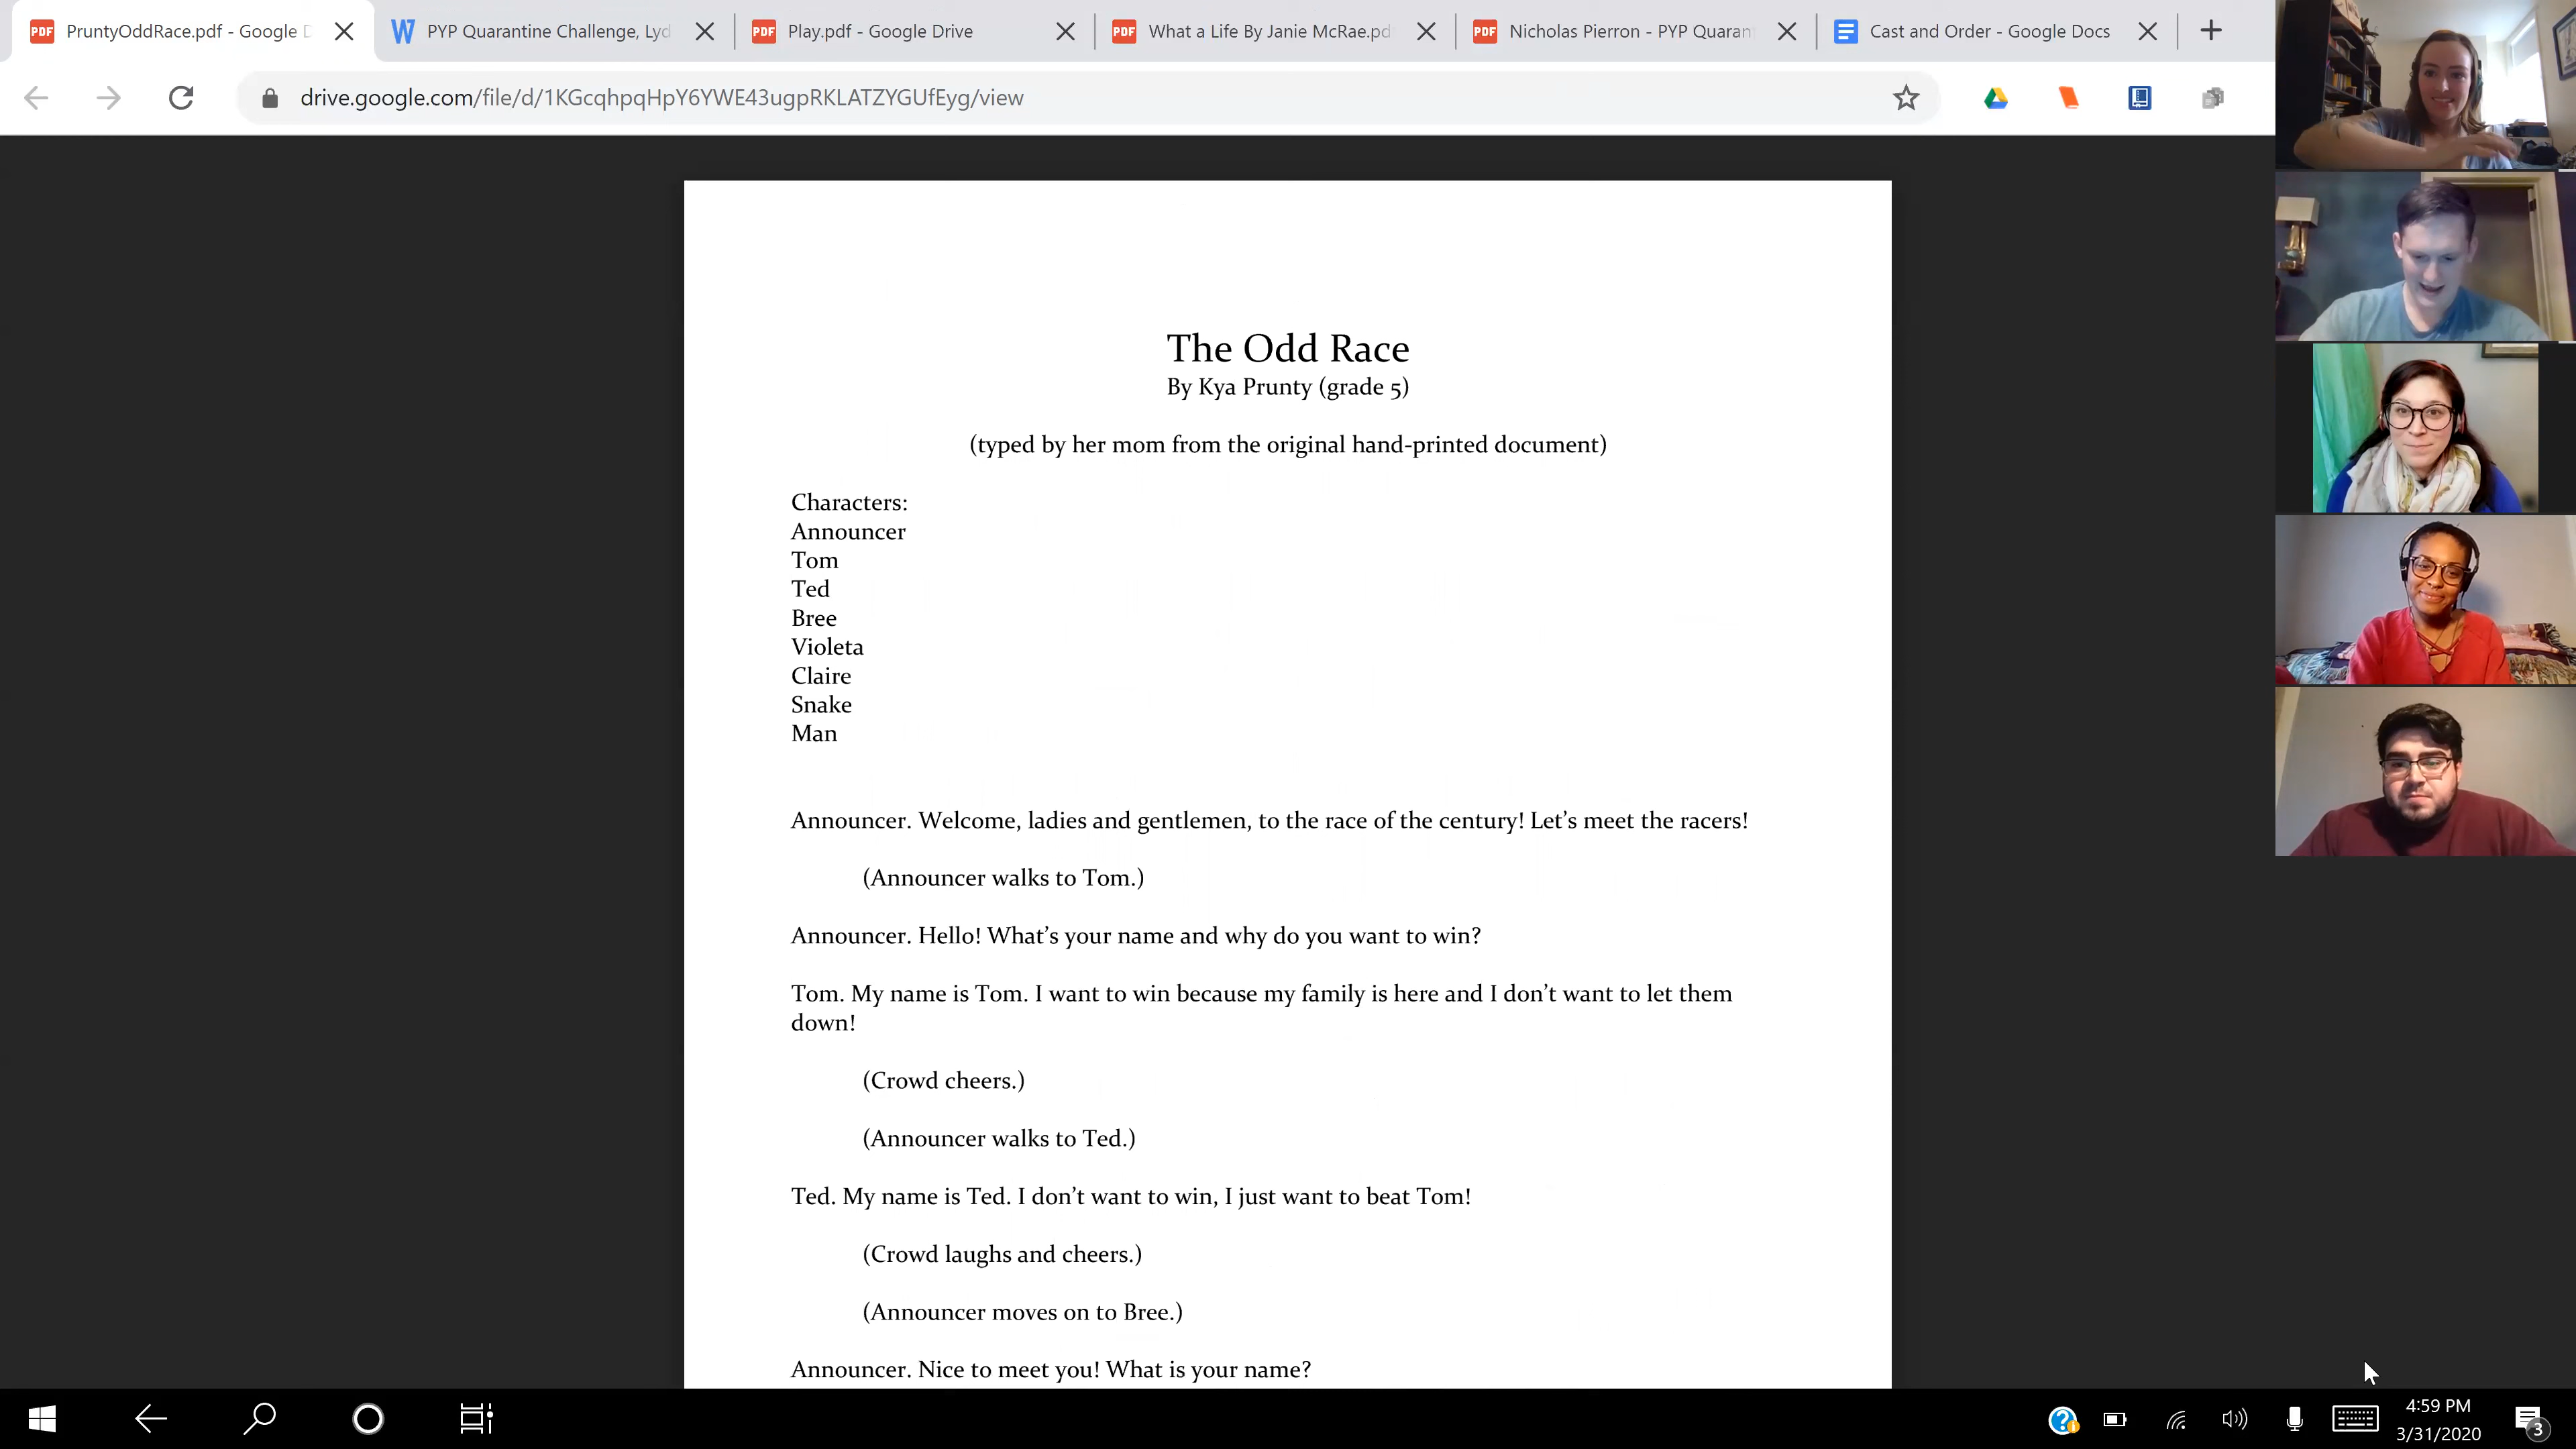 PruntyOddRace.pdf - Google D
PYP Quarantine Challenge, Lyd
Play.pdf - Google Drive
What a Life By Janie McRae.pd
Nicholas Pierron - PYP Quaran
Cast and Order - Google Docs
drive.google.com/file/d/1KGcqhpqHpY6YWE43ugpRKLATZYGUfEyg/view
The Odd Race
By Kya Prunty (grade 5)
(typed by her mom from the original hand-printed document)
Characters:
Announcer
Tom
Ted
Bree
Violeta
Claire
Snake
Man
Announcer. Welcome, ladies and gentlemen, to the race of the century! Let's meet the racers!
(Announcer walks to Tom.)
Announcer. Hello! What's your name and why do you want to win?
Tom. My name is Tom. I want to win because my family is here and I don't want to let them
down!
(Crowd cheers.)
(Announcer walks to Ted.)
Ted. My name is Ted. I don't want to win, I just want to beat Tom!
(Crowd laughs and cheers.)
(Announcer moves on to Bree.)
Announcer. Nice to meet you! What is your name?
4:59 PM
3/31/2020
3